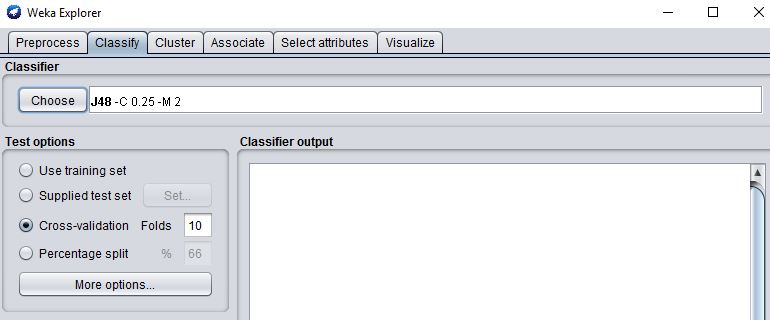 Weka Explorer
Preprocess Classify Cluster Associate Select attributes Visualize
Classifier
Choose J48 -C 0.25 -M 2
Test options
Use training set
Supplied test set Set...
Cross-validation Folds 10
Percentage split % 66
More options...
Classifier output